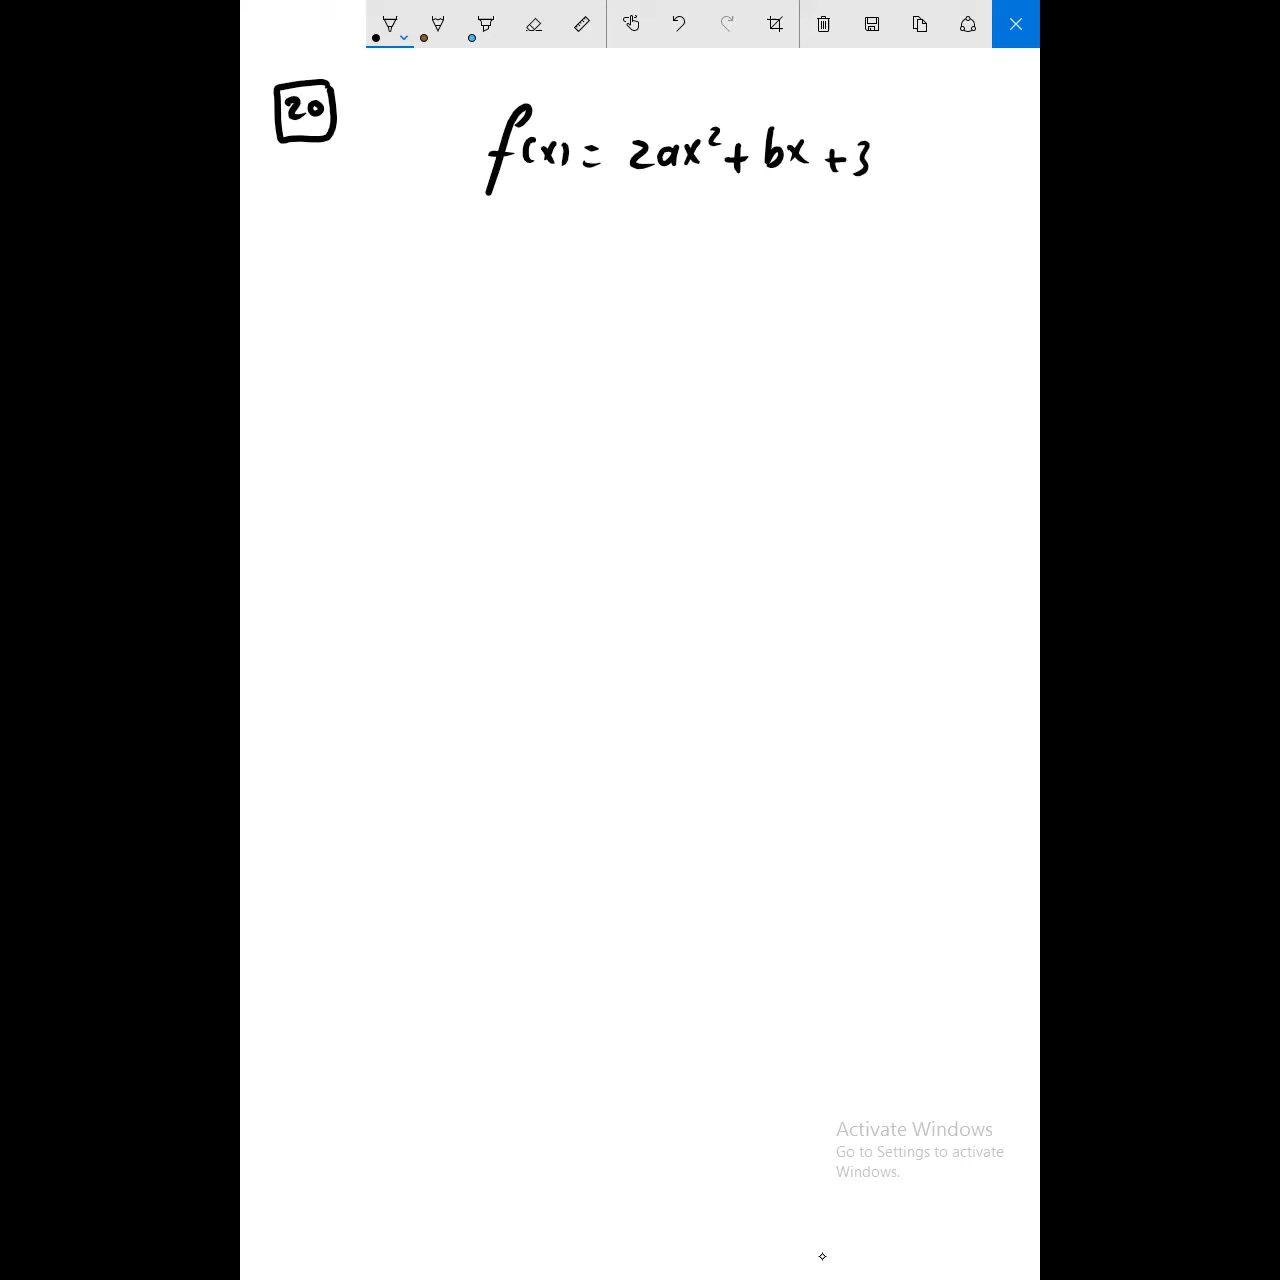 20
f(x) = 2ax² + bx + 3
Activate Windows
Go to Settings to activate
Windows.